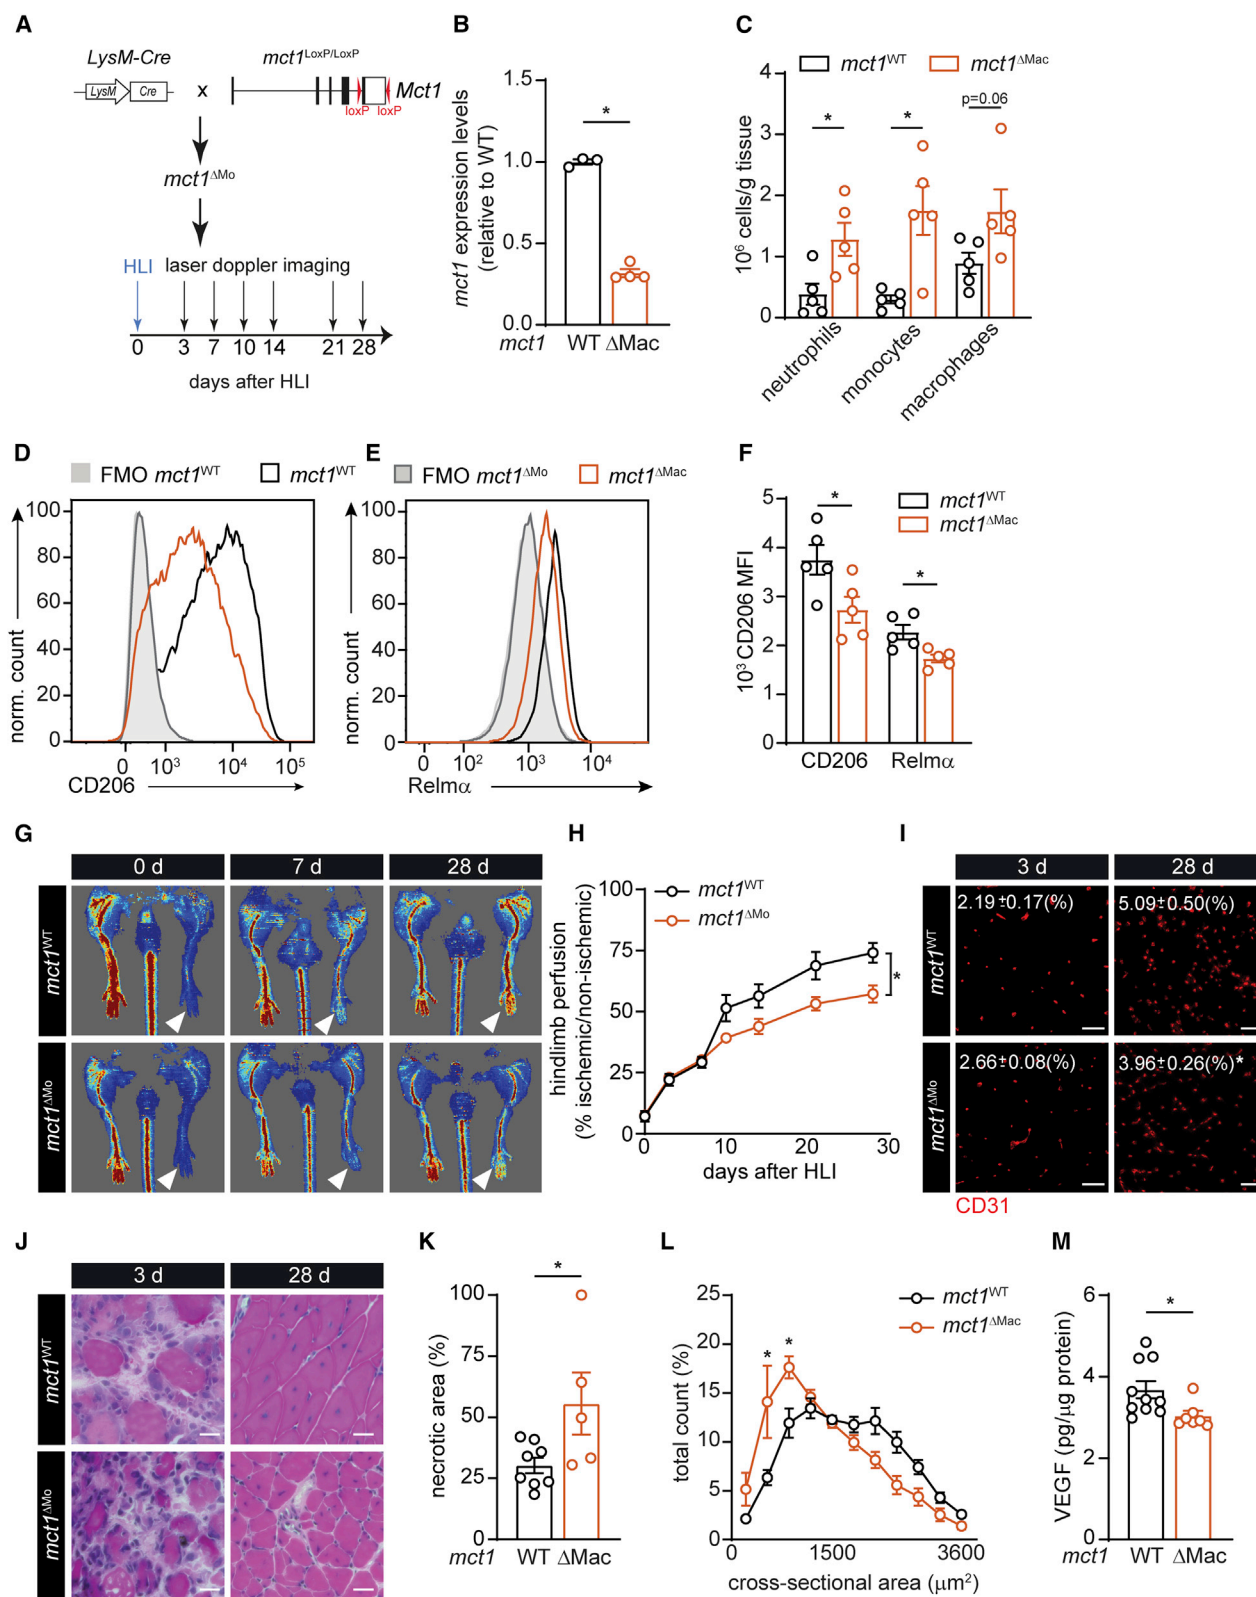 A
LysM-Cre
mct1LoxP/LoxP
LysM
Cre
x
Mct1
loxP
loxP
mct1ΔMo
HLI
laser doppler imaging
0
3
7
10
14
21
28
days after HLI
B
mct1 expression levels
(relative to WT)
1.5
1.0
0.5
0.0
*
mct1
WT
ΔMac
C
mct1WT
mct1ΔMac
10⁶ cells/g tissue
4
3
2
1
0
*
*
p=0.06
neutrophils
monocytes
macrophages
D
FMO mct1WT
mct1WT
norm. count
100
80
60
40
20
0
0
10³
10⁴
10⁵
CD206
E
FMO mct1ΔMo
mct1ΔMac
norm. count
100
80
60
40
20
0
0
10²
10³
10⁴
Relmα
F
mct1WT
mct1ΔMac
10³ CD206 MFI
5
4
3
2
1
0
*
*
CD206
Relmα
G
0 d
7 d
28 d
mct1WT
mct1ΔMo
H
mct1WT
mct1ΔMo
hindlimb perfusion
(% ischemic/non-ischemic)
100
75
50
25
0
*
0
10
20
30
days after HLI
I
3 d
28 d
mct1WT
2.19±0.17(%)
5.09±0.50(%)
mct1ΔMo
2.66±0.08(%)
3.96±0.26(%)*
CD31
J
3 d
28 d
mct1WT
mct1ΔMo
K
necrotic area (%)
100
75
50
25
0
*
mct1
WT
ΔMac
L
mct1WT
mct1ΔMac
total count (%)
25
20
15
10
5
0
*
*
0
1500
3600
cross-sectional area (μm²)
M
VEGF (pg/μg protein)
6
4
2
0
*
mct1
WT
ΔMac